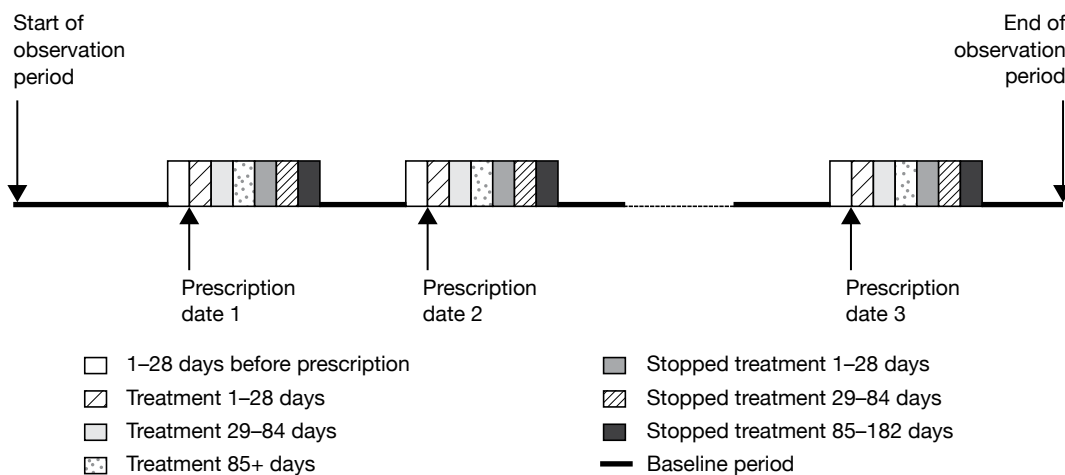 Start of
observation
period
End of
observation
period
Prescription
date 1
Prescription
date 2
Prescription
date 3
1–28 days before prescription
Treatment 1–28 days
Treatment 29–84 days
Treatment 85+ days
Stopped treatment 1–28 days
Stopped treatment 29–84 days
Stopped treatment 85–182 days
Baseline period